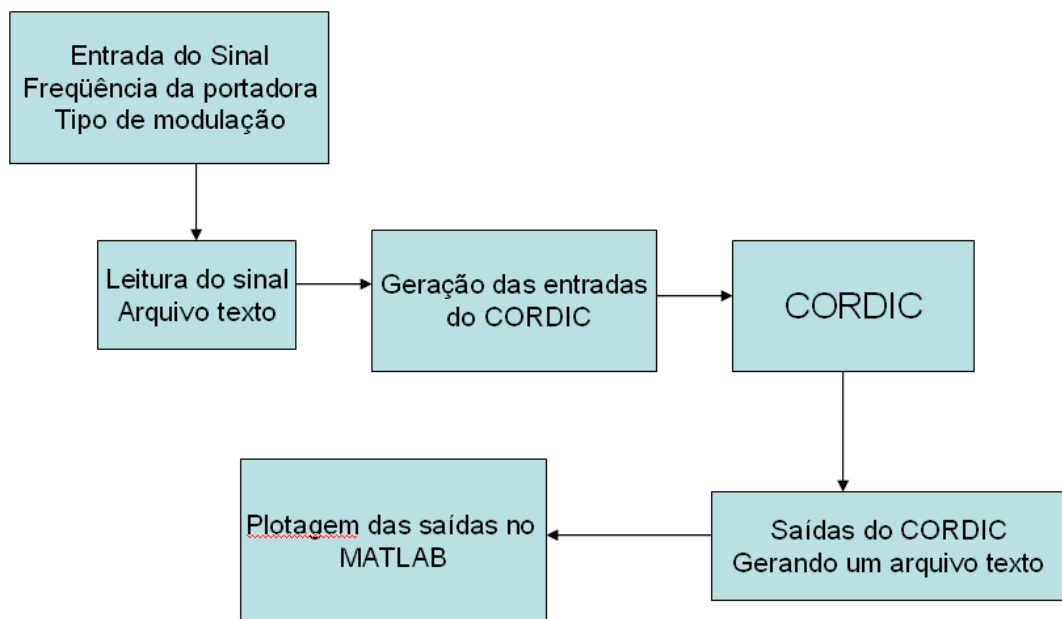 Entrada do Sinal
Freqüência da portadora
Tipo de modulação
Leitura do sinal
Arquivo texto
Geração das entradas
do CORDIC
CORDIC
Plotagem das saídas no
MATLAB
Saídas do CORDIC
Gerando um arquivo texto